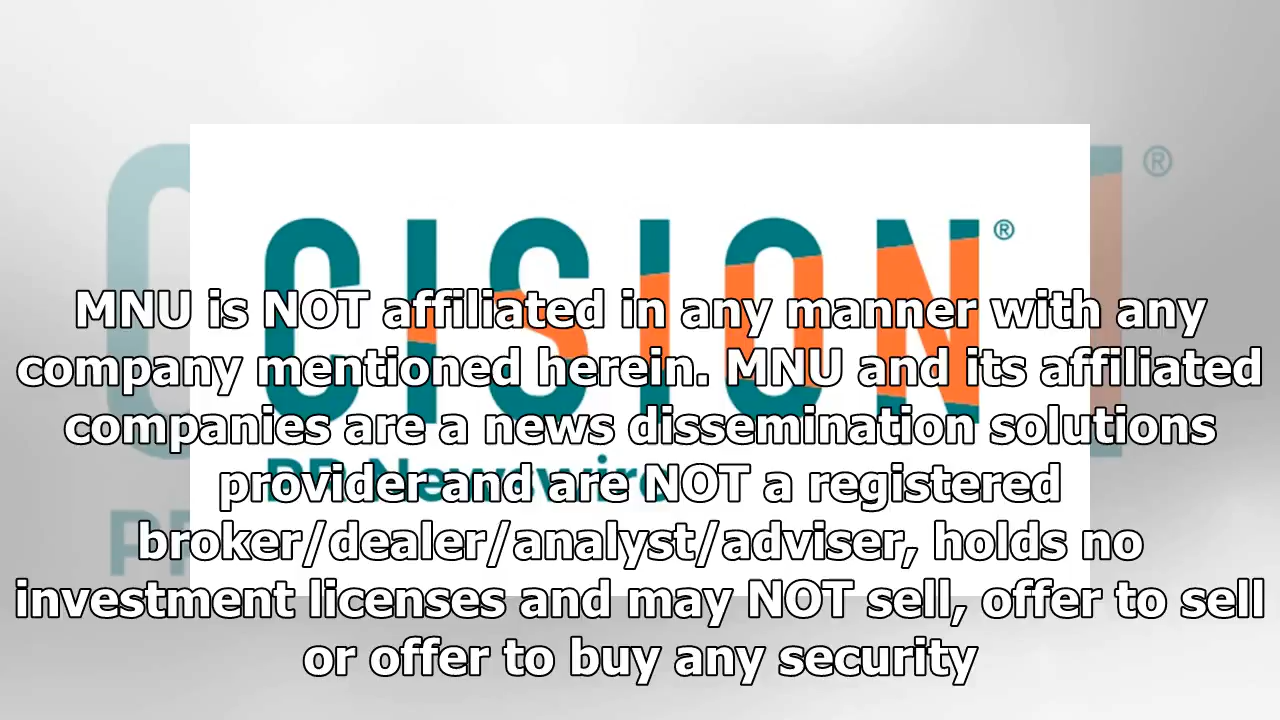 CISION®
MNU is NOT affiliated in any manner with any
company mentioned herein. MNU and its affiliated
companies are a news dissemination solutions
PR Newswire
provider and are NOT a registered
broker/dealer/analyst/adviser, holds no
investment licenses and may NOT sell, offer to sell
or offer to buy any security